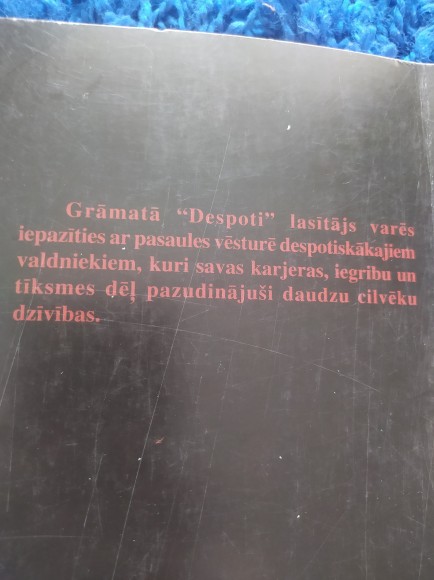 Grāmatā “Despoti” lasītājs varēs
iepazīties ar pasaules vēsturē despotiskākajiem
valdniekiem, kuri savas karjeras, iegribu un
tīksmes dēļ pazudinājuši daudzu cilvēku
dzīvības.